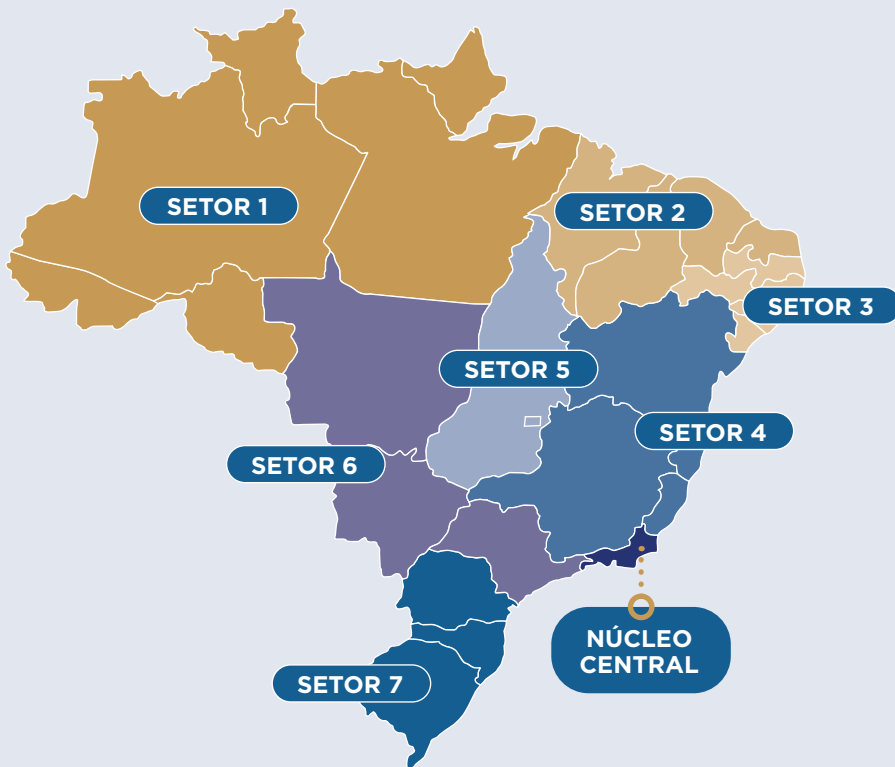 SETOR 1
SETOR 2
SETOR 3
SETOR 5
SETOR 4
SETOR 6
NÚCLEO
CENTRAL
SETOR 7